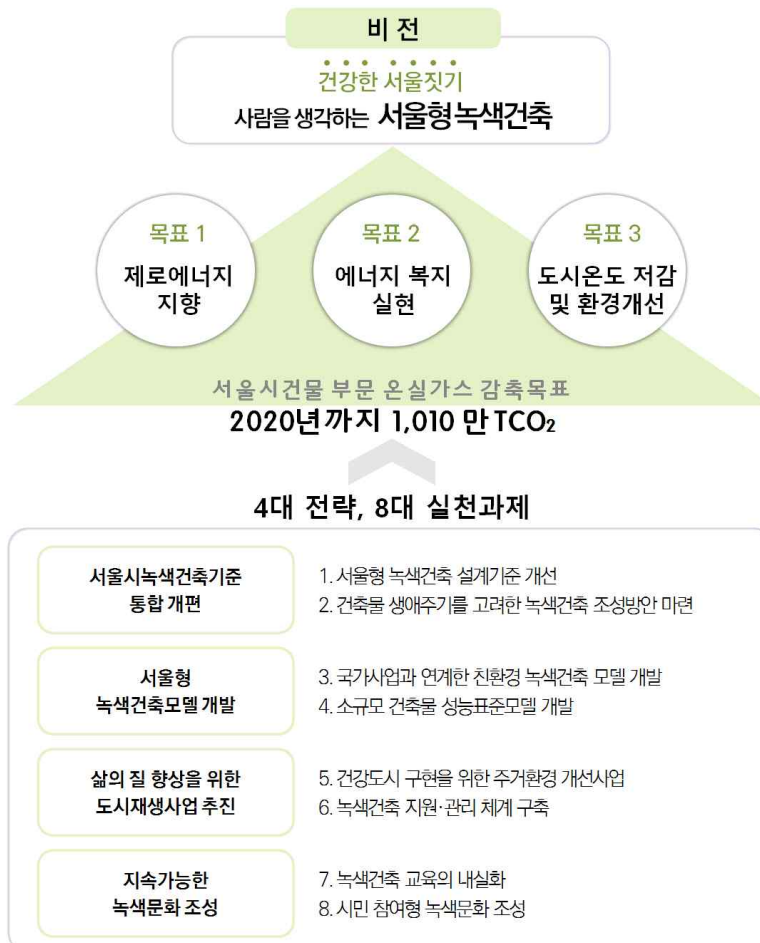 비 전
건강한 서울짓기
사람을 생각하는 서울형 녹색건축
목표 1
제로에너지
지향
목표 2
에너지 복지
실현
목표 3
도시온도 저감
및 환경개선
서울시건물 부문 온실가스 감축목표
2020년까지 1,010 만 TCO₂
4대 전략, 8대 실천과제
서울시녹색건축기준
통합 개편
1. 서울형 녹색건축 설계기준 개선
2. 건축물 생애주기를 고려한 녹색건축 조성방안 마련
서울형
녹색건축모델 개발
3. 국가사업과 연계한 친환경 녹색건축 모델 개발
4. 소규모 건축물 성능표준모델 개발
삶의 질 향상을 위한
도시재생사업 추진
5. 건강도시 구현을 위한 주거환경 개선사업
6. 녹색건축 지원·관리 체계 구축
지속가능한
녹색문화 조성
7. 녹색건축 교육의 내실화
8. 시민 참여형 녹색문화 조성